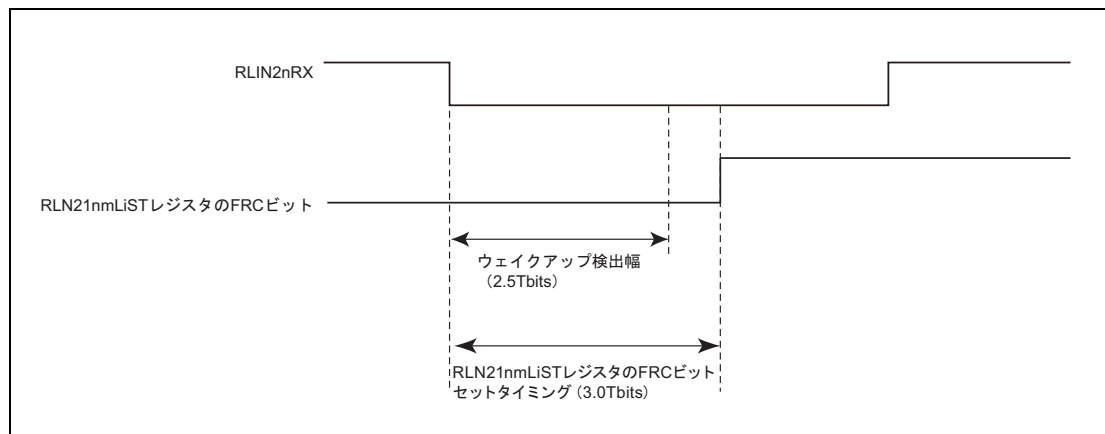 RLIN2nRX
RLN21nmLiSTレジスタのFRCビット
ウェイクアップ検出幅
（2.5Tbits）
RLN21nmLiSTレジスタのFRCビット
セットタイミング（3.0Tbits）